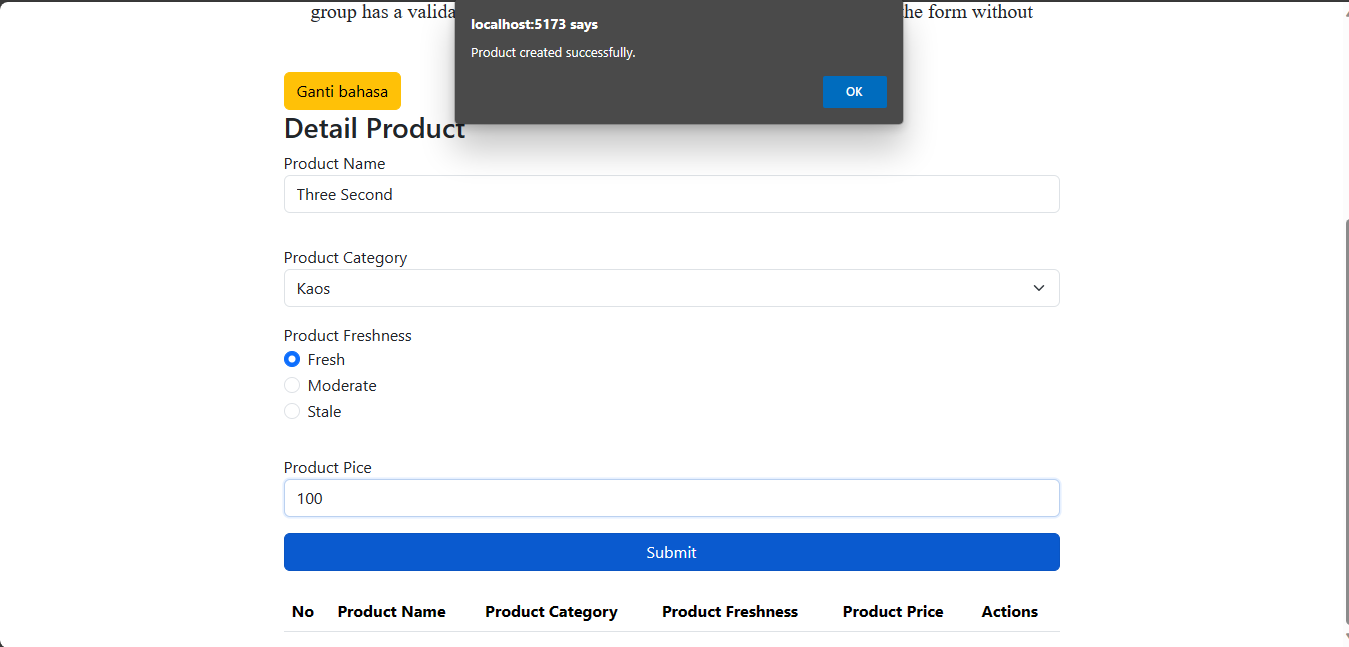 group has a valida
the form without
localhost:5173 says
Product created successfully.
OK
Ganti bahasa
Detail Product
Product Name
Three Second
Product Category
Kaos
Product Freshness
Fresh
Moderate
Stale
Product Pice
100
Submit
No Product Name Product Category Product Freshness Product Price Actions